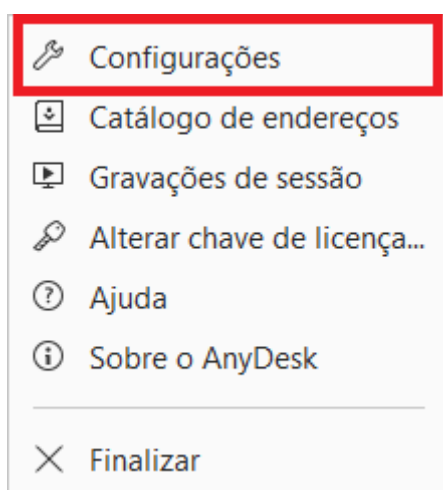 Configurações
Catálogo de endereços
Gravações de sessão
Alterar chave de licença...
Ajuda
Sobre o AnyDesk
Finalizar